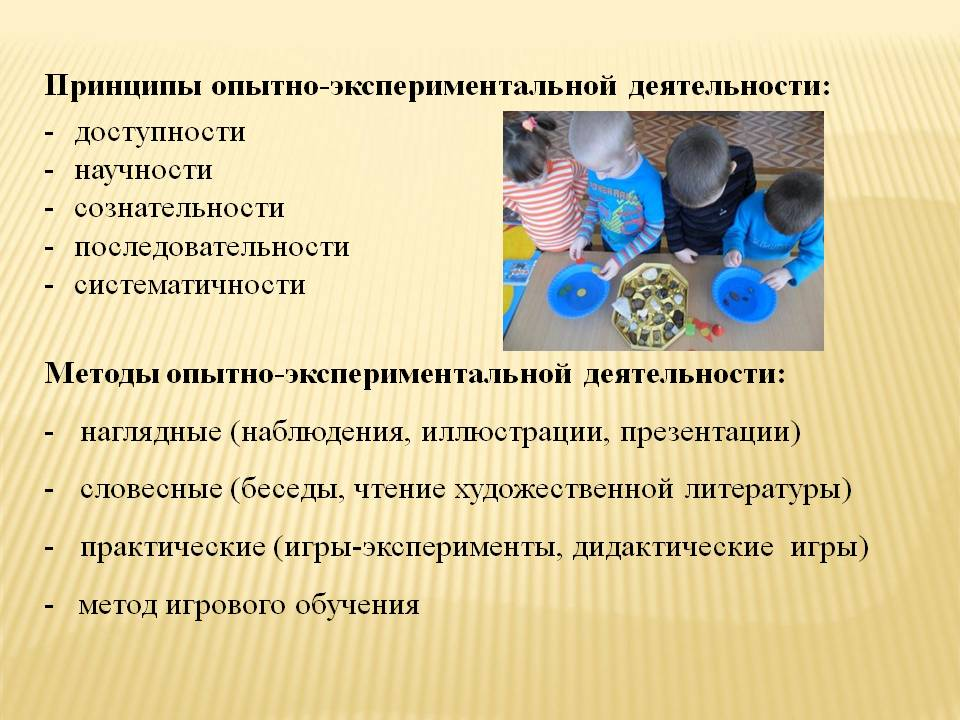 Принципы опытно-экспериментальной деятельности:
- доступности
- научности
- сознательности
- последовательности
- систематичности
Методы опытно-экспериментальной деятельности:
- наглядные (наблюдения, иллюстрации, презентации)
- словесные (беседы, чтение художественной литературы)
- практические (игры-эксперименты, дидактические игры)
- метод игрового обучения